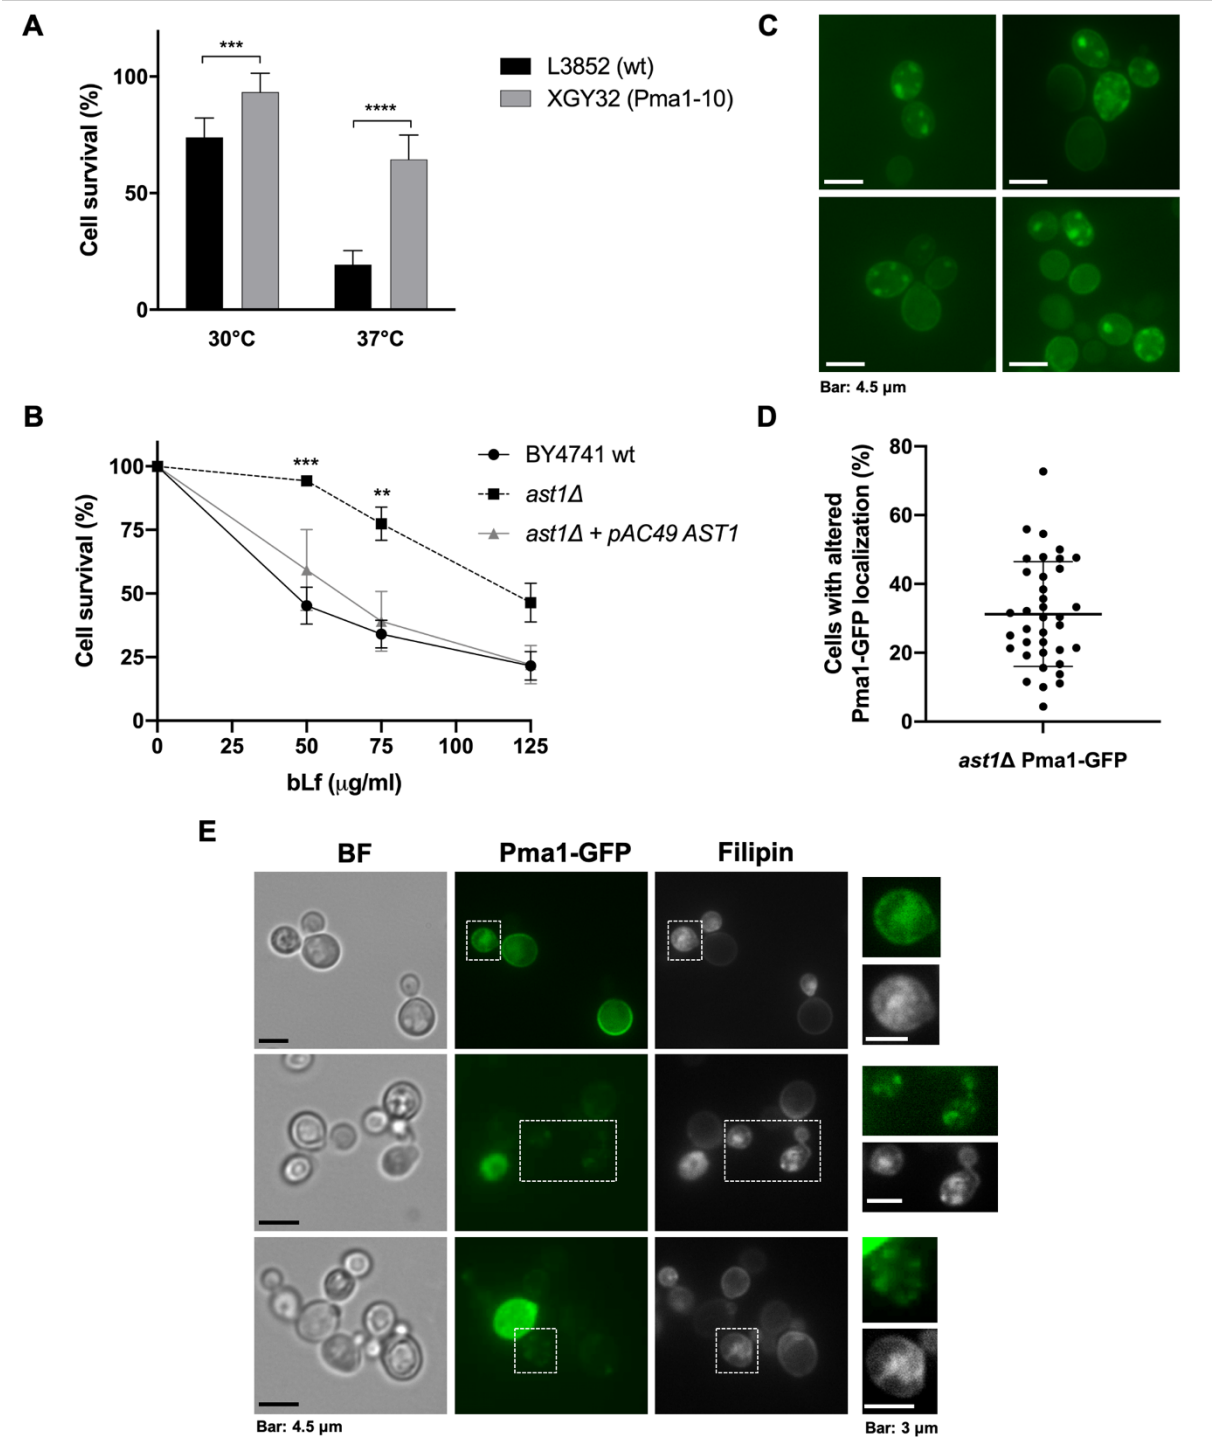 A
Cell survival (%)
100
50
0
***
****
30°C
37°C
L3852 (wt)
XGY32 (Pma1-10)
C
Bar: 4.5 µm
B
Cell survival (%)
100
75
50
25
0
***
**
0 25 50 75 100 125
bLf (µg/ml)
BY4741 wt
ast1Δ
ast1Δ + pAC49 AST1
D
Cells with altered
Pma1-GFP localization (%)
80
60
40
20
0
ast1Δ Pma1-GFP
E
BF Pma1-GFP Filipin
Bar: 4.5 µm
Bar: 3 µm